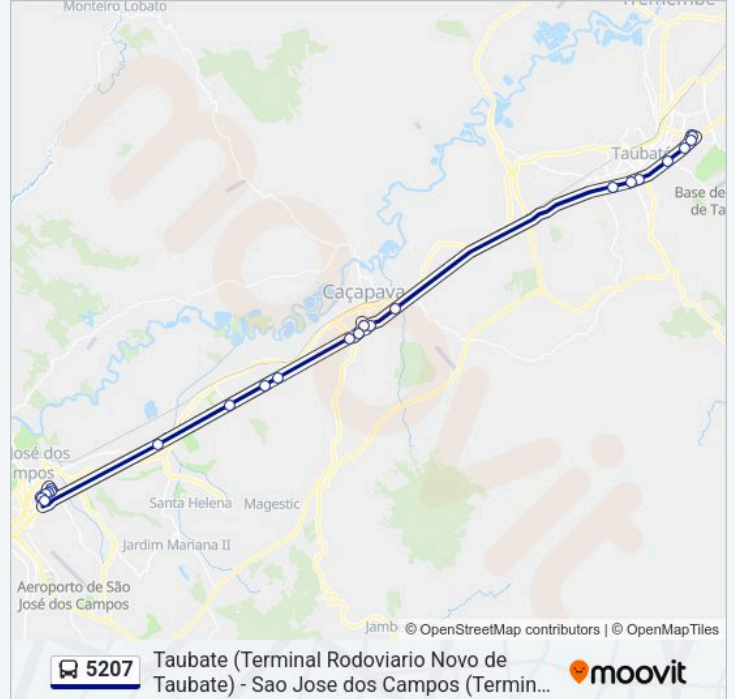 Monteiro Lobato
Tremembé
Taubaté
Base de
de Ta
Caçapava
José dos
mpos
Santa Helena
Magestic
Jardim Mariana II
Aeroporto de São
José dos Campos
Jamb
© OpenStreetMap contributors | © OpenMapTiles
moovit
5207
Taubate (Terminal Rodoviario Novo de
Taubate) - Sao Jose dos Campos (Termin...
moovit